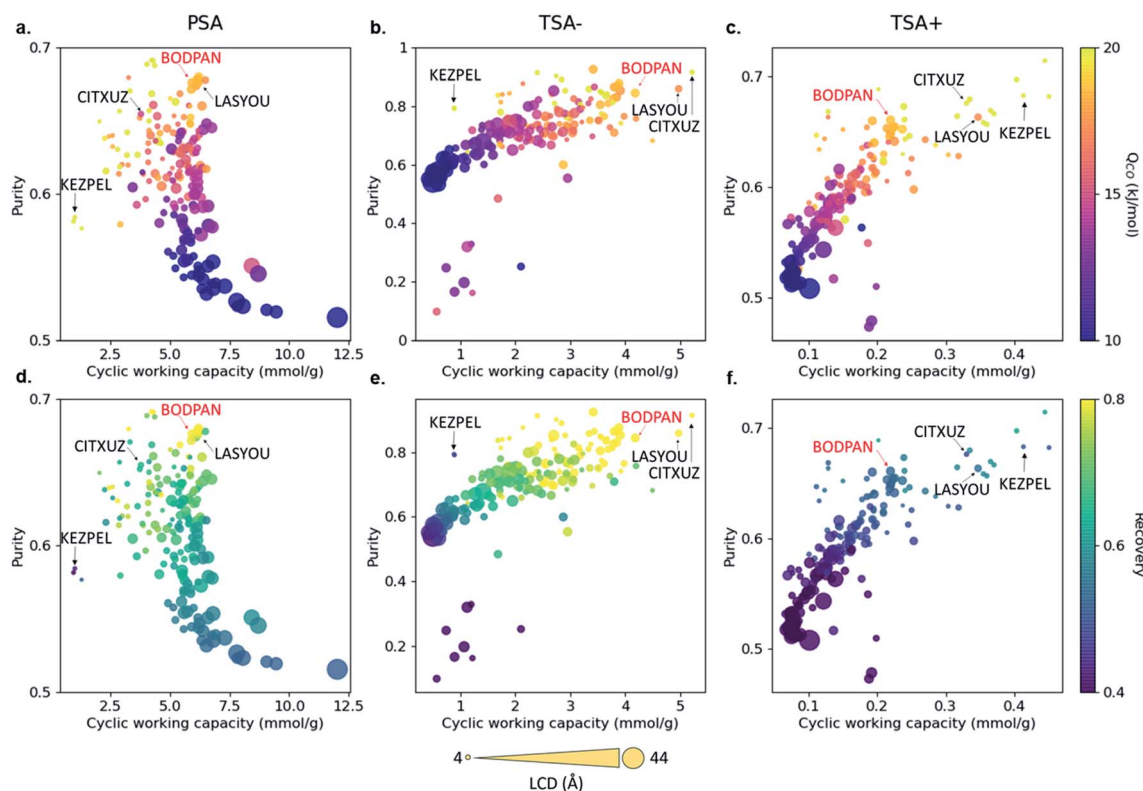 PSA
TSA-
TSA+
a.
b.
c.
0.7
0.6
0.5
Purity
BODPAN
CITXUZ
LASYOU
KEZPEL
2.5 5.0 7.5 10.0 12.5
Cyclic working capacity (mmol/g)
1
0.8
0.6
0.4
0.2
0
Purity
KEZPEL
BODPAN
LASYOU
CITXUZ
1 2 3 4 5
Cyclic working capacity (mmol/g)
0.7
0.6
0.5
Purity
CITXUZ
BODPAN
LASYOU
KEZPEL
0.1 0.2 0.3 0.4
Cyclic working capacity (mmol/g)
20
15
10
QCO (kJ/mol)
d.
e.
f.
0.7
0.6
0.5
Purity
BODPAN
CITXUZ
LASYOU
KEZPEL
2.5 5.0 7.5 10.0 12.5
Cyclic working capacity (mmol/g)
0.8
0.6
0.4
0.2
Purity
KEZPEL
BODPAN
LASYOU
CITXUZ
1 2 3 4 5
Cyclic working capacity (mmol/g)
0.7
0.6
0.5
Purity
CITXUZ
BODPAN
LASYOU
KEZPEL
0.1 0.2 0.3 0.4
Cyclic working capacity (mmol/g)
0.8
0.6
0.4
Recovery
4 44
LCD (Å)